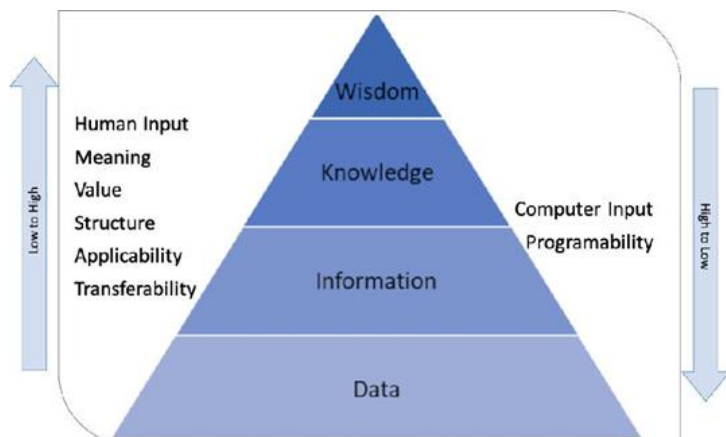 Wisdom
Human Input
Meaning
Knowledge
Value
Structure
Computer Input
Applicability
Programability
Transferability
Information
Data
Low to High
High to Low